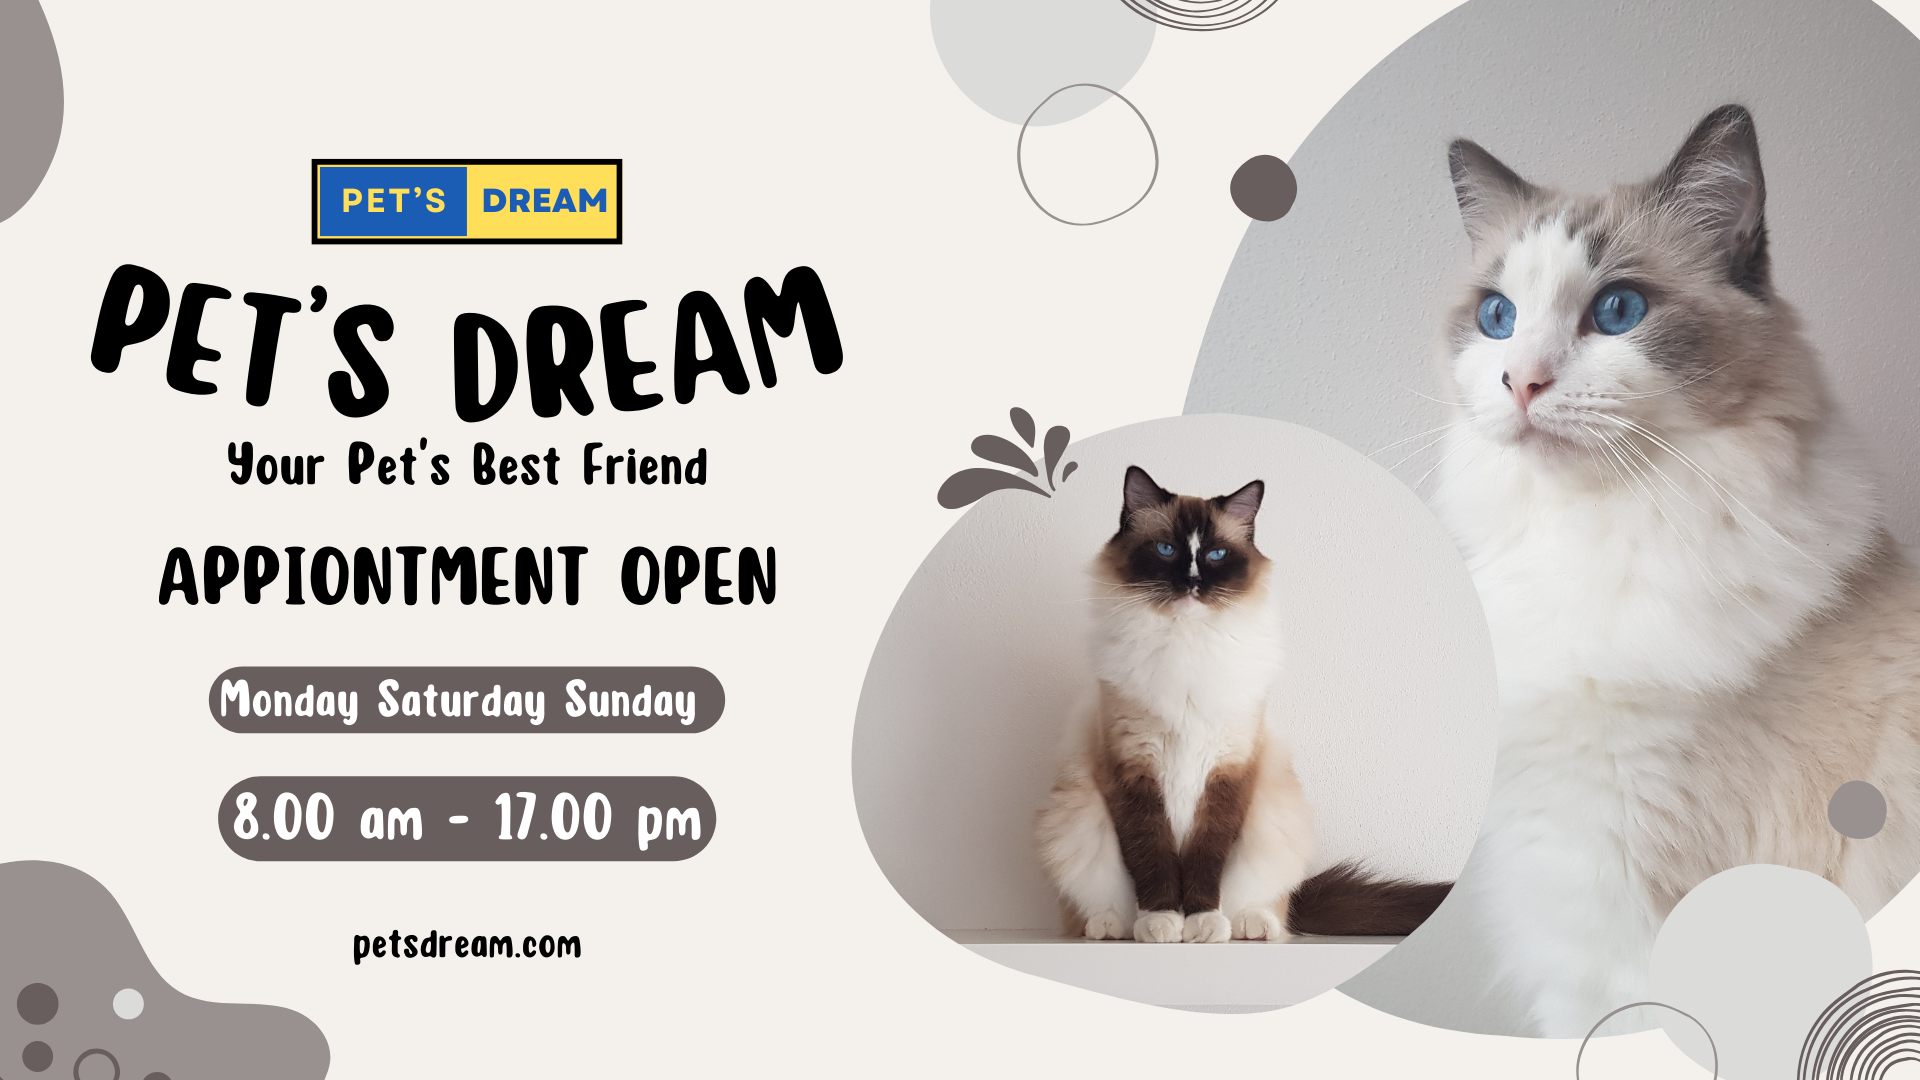 PET’S DREAM
PET'S DREAM
Your Pet's Best Friend
APPIONTMENT OPEN
Monday Saturday Sunday
8.00 am - 17.00 pm
petsdream.com